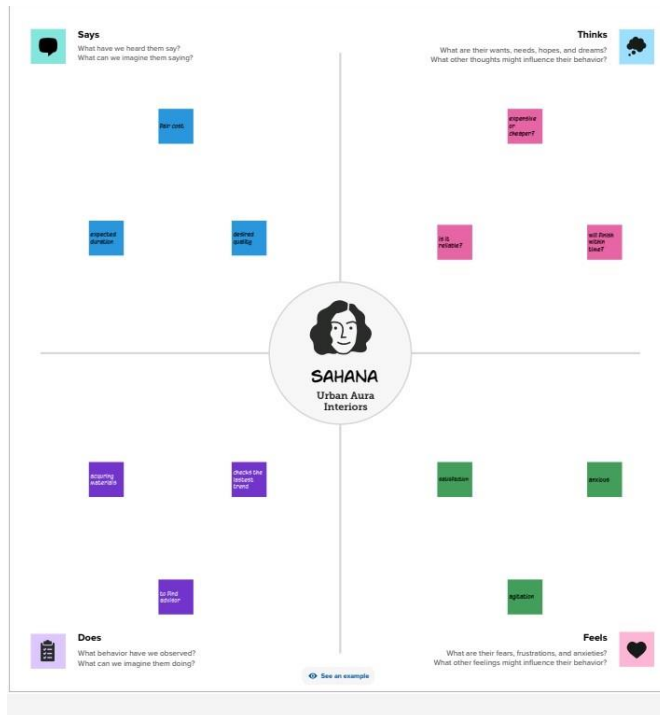 Says
What have we heard them say?
What can we imagine them saying?
Thinks
What are their wants, needs, hopes, and dreams?
What other thoughts might influence their behavior?
fair cost
expected
duration
desired
quality
expensive
or
cheaper?
is it
reliable?
will finish
within
time?
SAHANA
Urban Aura
Interiors
acquring
materials
checks the
lastest
trend
to find
advisor
satisfaction
anxious
agitation
Does
What behavior have we observed?
What can we imagine them doing?
Feels
What are their fears, frustrations, and anxieties?
What other feelings might influence their behavior?
See an example